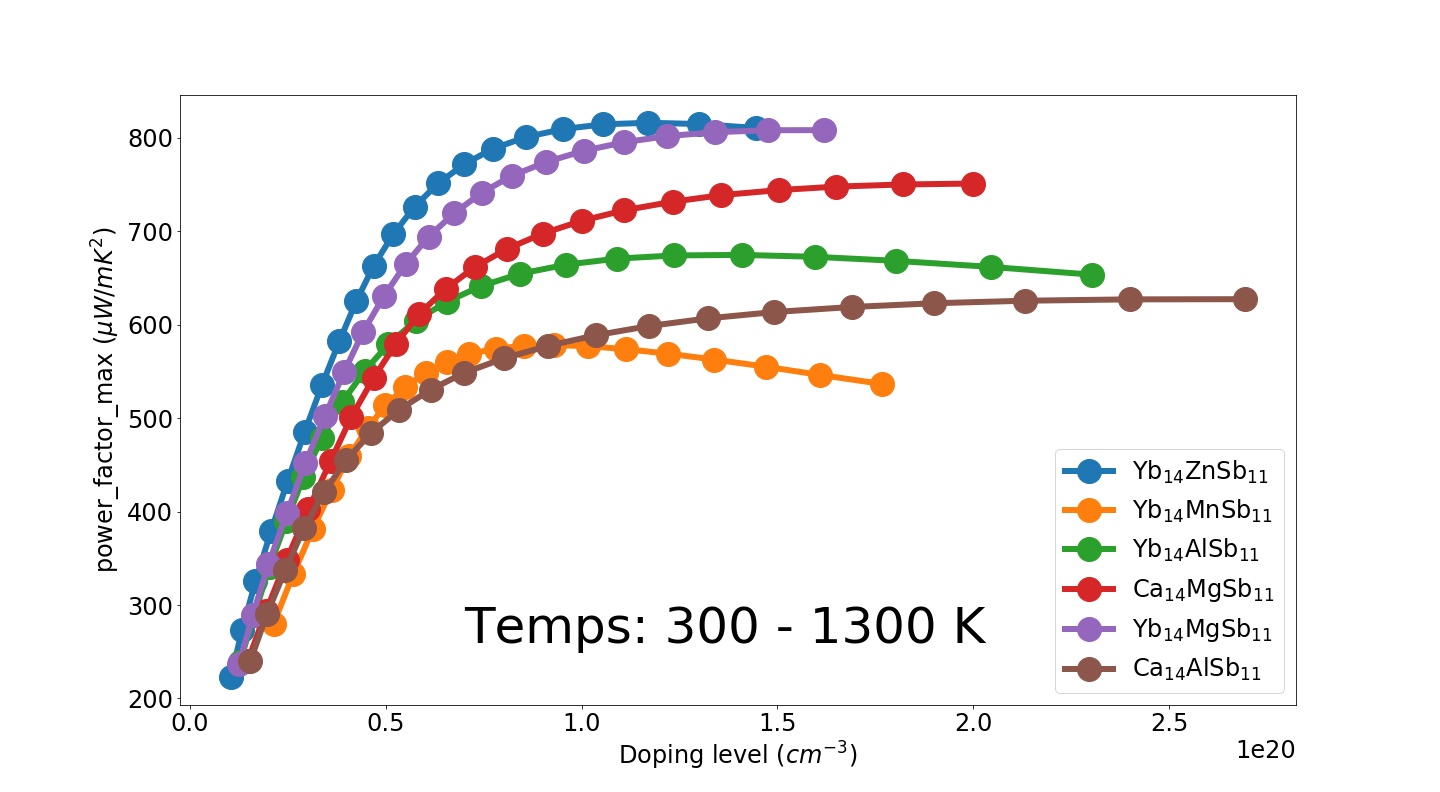 800
700
600
500
400
300
200
power_factor_max (μW/mK²)
Temps: 300 - 1300 K
Yb₁₄ZnSb₁₁
Yb₁₄MnSb₁₁
Yb₁₄AlSb₁₁
Ca₁₄MgSb₁₁
Yb₁₄MgSb₁₁
Ca₁₄AlSb₁₁
0.0 0.5 1.0 1.5 2.0 2.5
1e20
Doping level (cm⁻³)